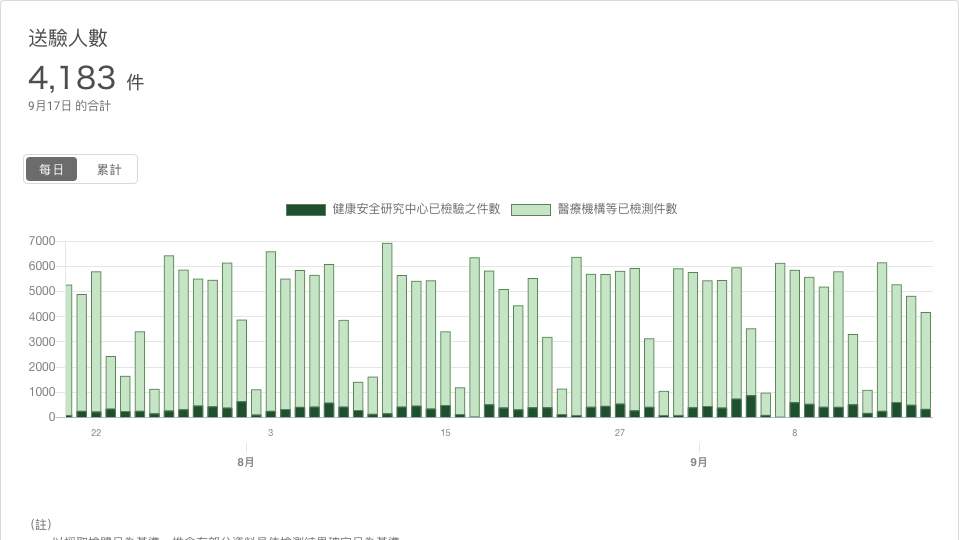 送驗人數
4,183 件
9月17日 的合計
每日 累計
健康安全研究中心已檢驗之件數 醫療機構等已檢測件數
7000
6000
5000
4000
3000
2000
1000
0
22 3 15 27 8
8月 9月
(註)